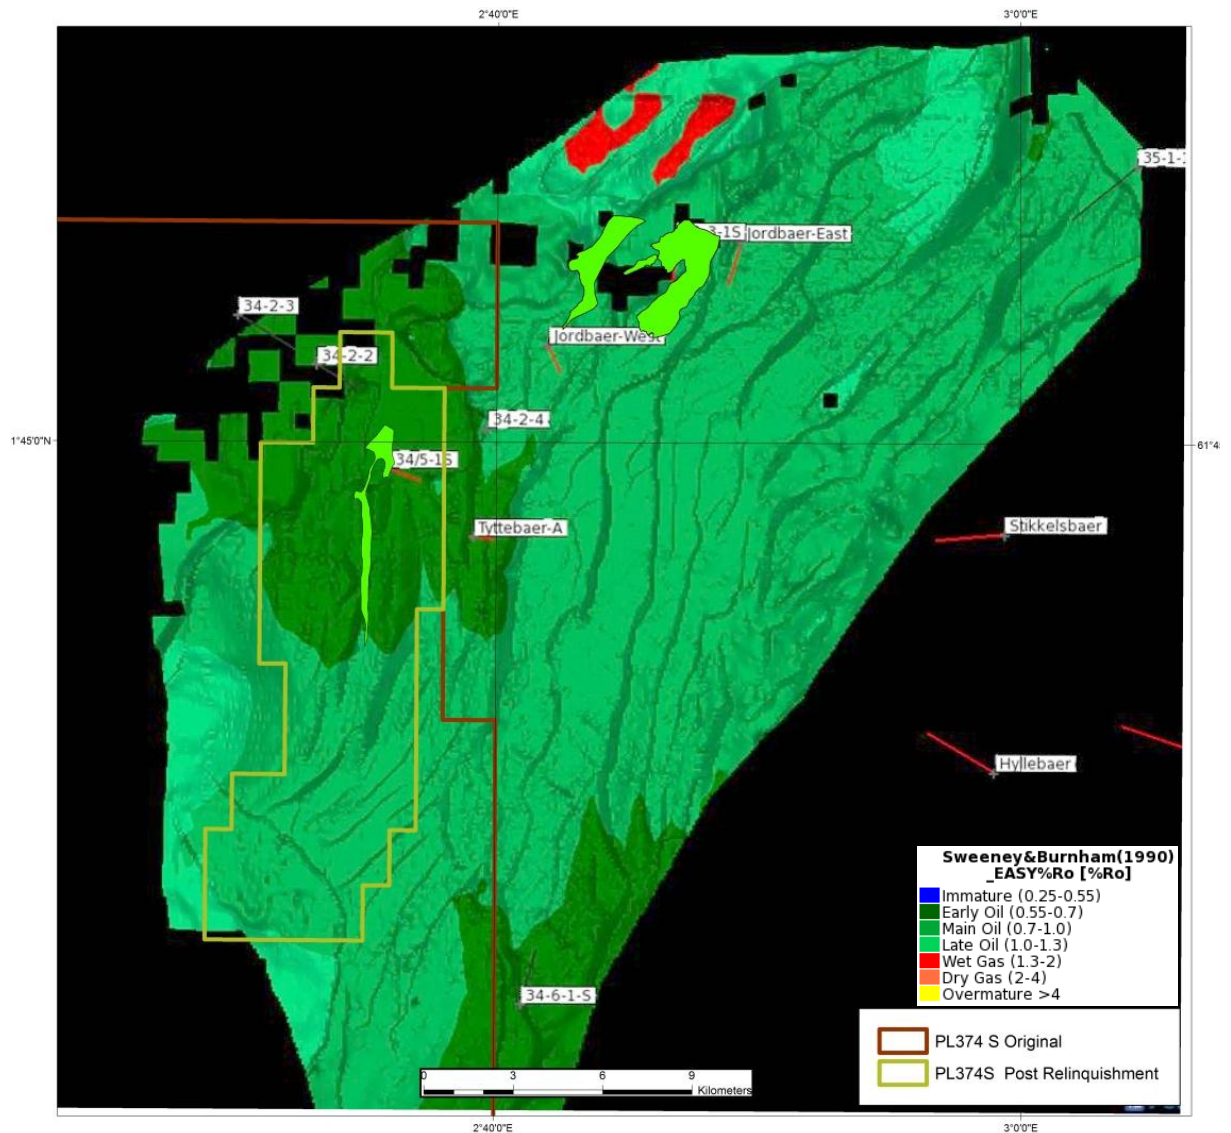 2°40'0"E
3°0'0"E
35-1-
3-1S
Jordbaer-East
34-2-3
Jordbaer-West
34-2-2
34-2-4
1°45'0"N
61°4
34/5-1S
Tyttebaer-A
Stikkelsbaer
Hyllebaer
Sweeney&Burnham(1990)
_EASY%Ro [%Ro]
Immature (0.25-0.55)
Early Oil (0.55-0.7)
Main Oil (0.7-1.0)
Late Oil (1.0-1.3)
Wet Gas (1.3-2)
Dry Gas (2-4)
Overmature >4
34-6-1-S
PL374 S Original
PL374S Post Relinquishment
0 3 6 9
Kilometers
2°40'0"E
3°0'0"E